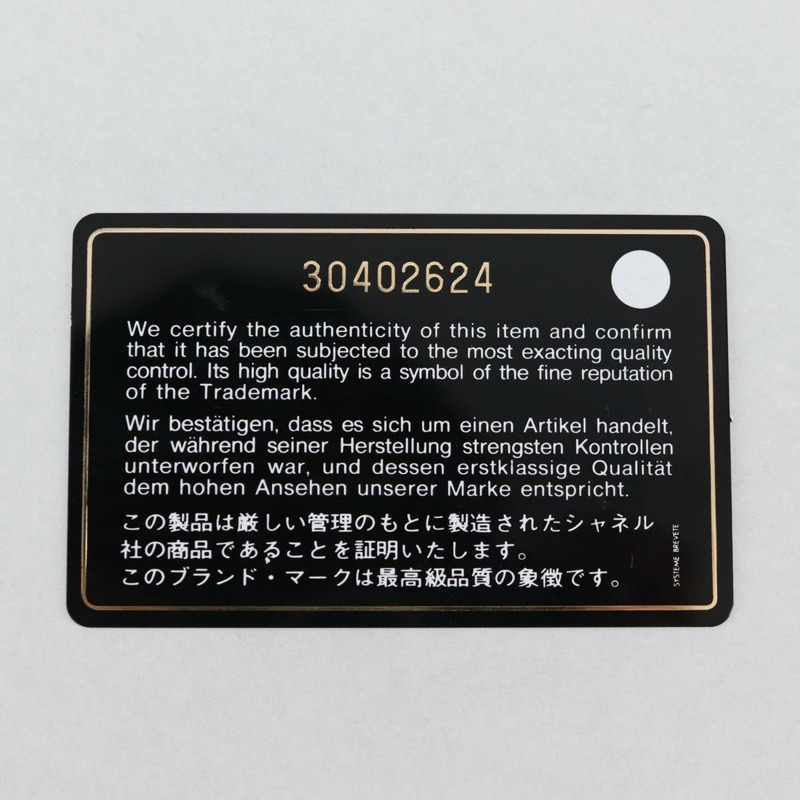 30402624
We certify the authenticity of this item and confirm
that it has been subjected to the most exacting quality
control. Its high quality is a symbol of the fine reputation
of the Trademark.
Wir bestätigen, dass es sich um einen Artikel handelt,
der während seiner Herstellung strengsten Kontrollen
unterworfen war, und dessen erstklassige Qualität
dem hohen Ansehen unserer Marke entspricht.
この製品は厳しい管理のもとに製造されたシャネル
社の商品であることを証明いたします。
このブランド・マークは最高級品質の象徴です。
SYSTEME BREVETE